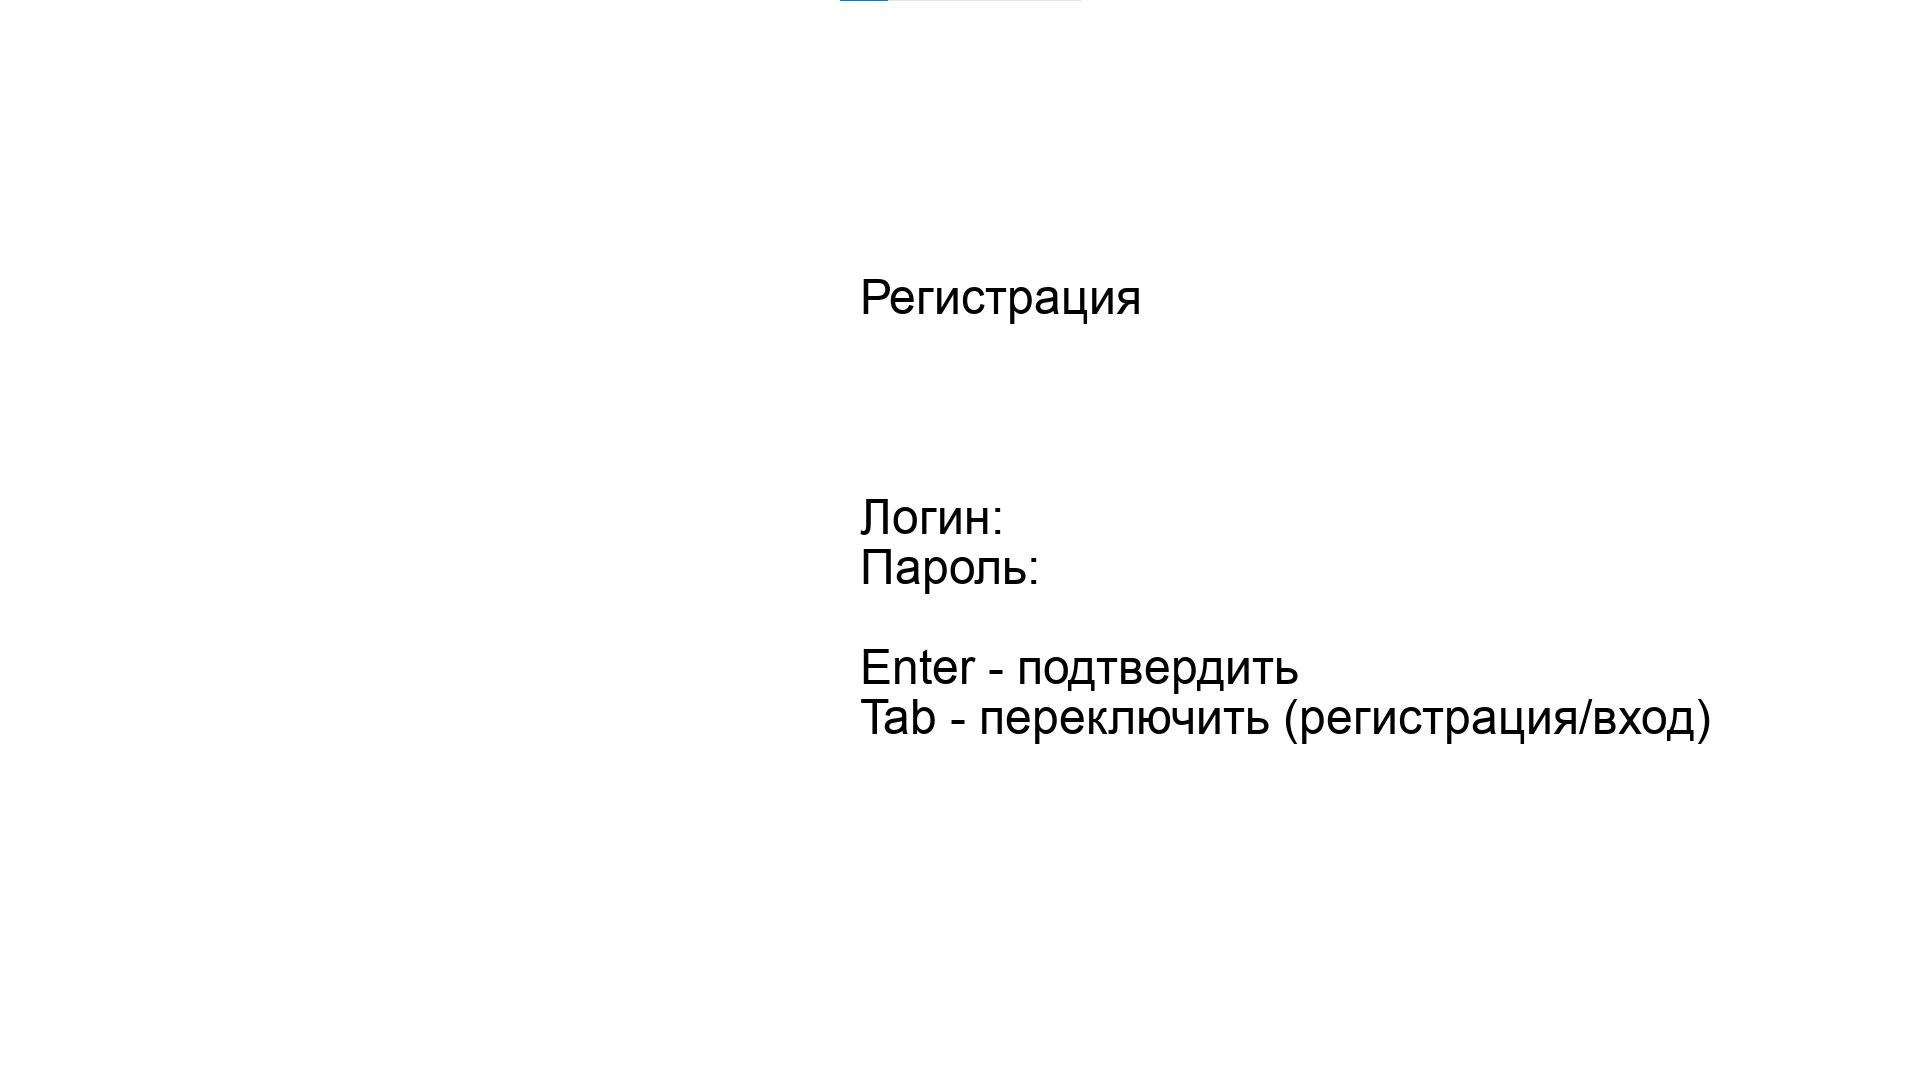 Регистрация
Логин:
Пароль:
Enter - подтвердить
Tab - переключить (регистрация/вход)